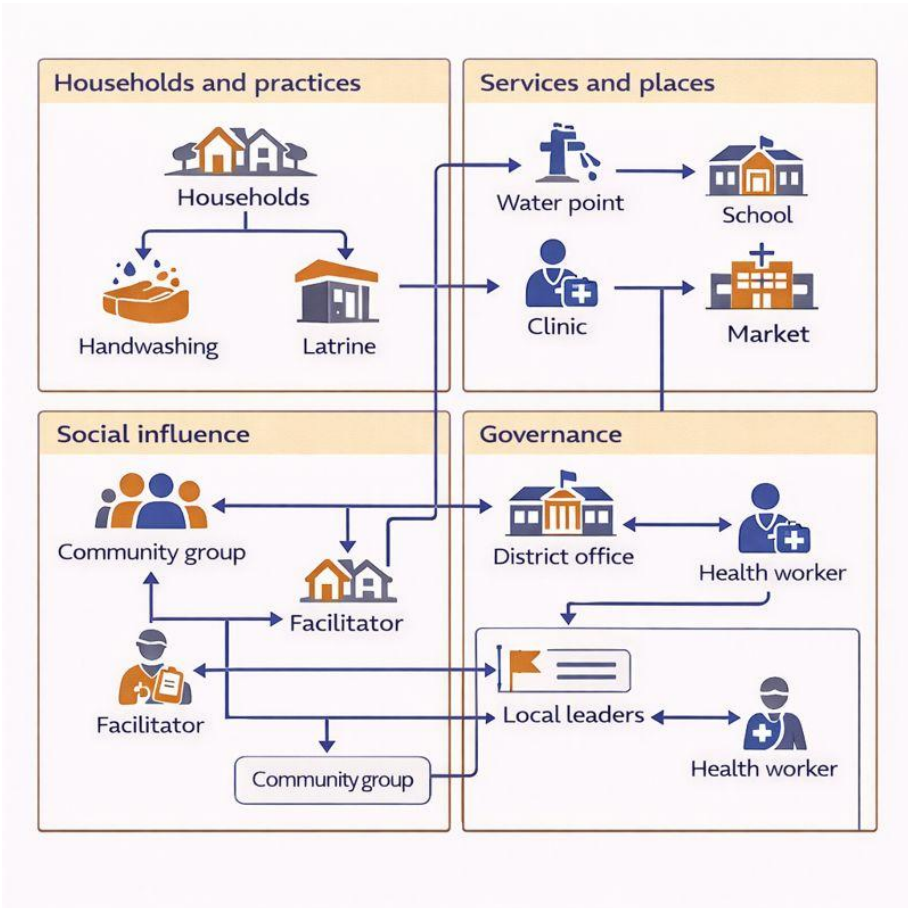 Households and practices
Households
Handwashing
Latrine
Services and places
Water point
School
Clinic
Market
Social influence
Community group
Facilitator
Facilitator
Community group
Governance
District office
Health worker
Local leaders
Health worker